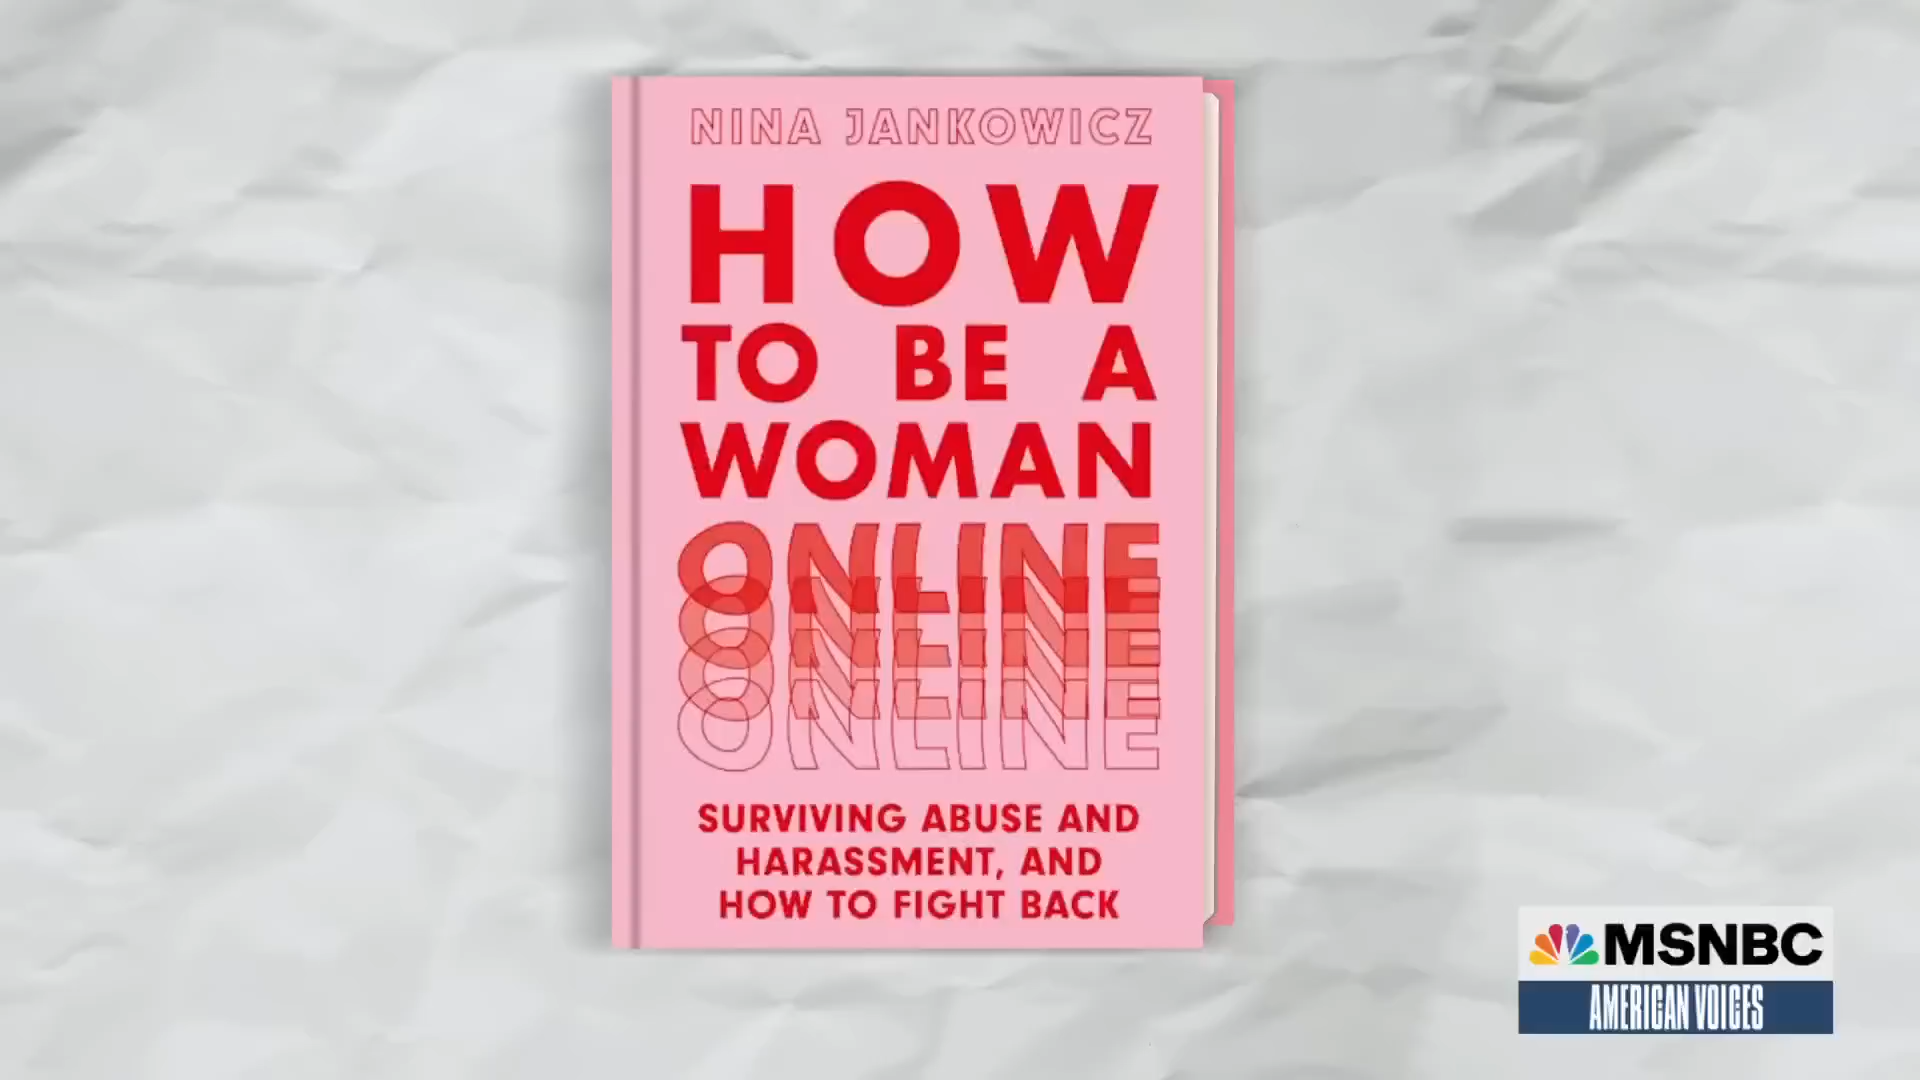 NINA JANKOWICZ
HOW
TO BE A
WOMAN
ONLINE
ONLINE
ONLINE
ONLINE
SURVIVING ABUSE AND
HARASSMENT, AND
HOW TO FIGHT BACK
MSNBC
AMERICAN VOICES